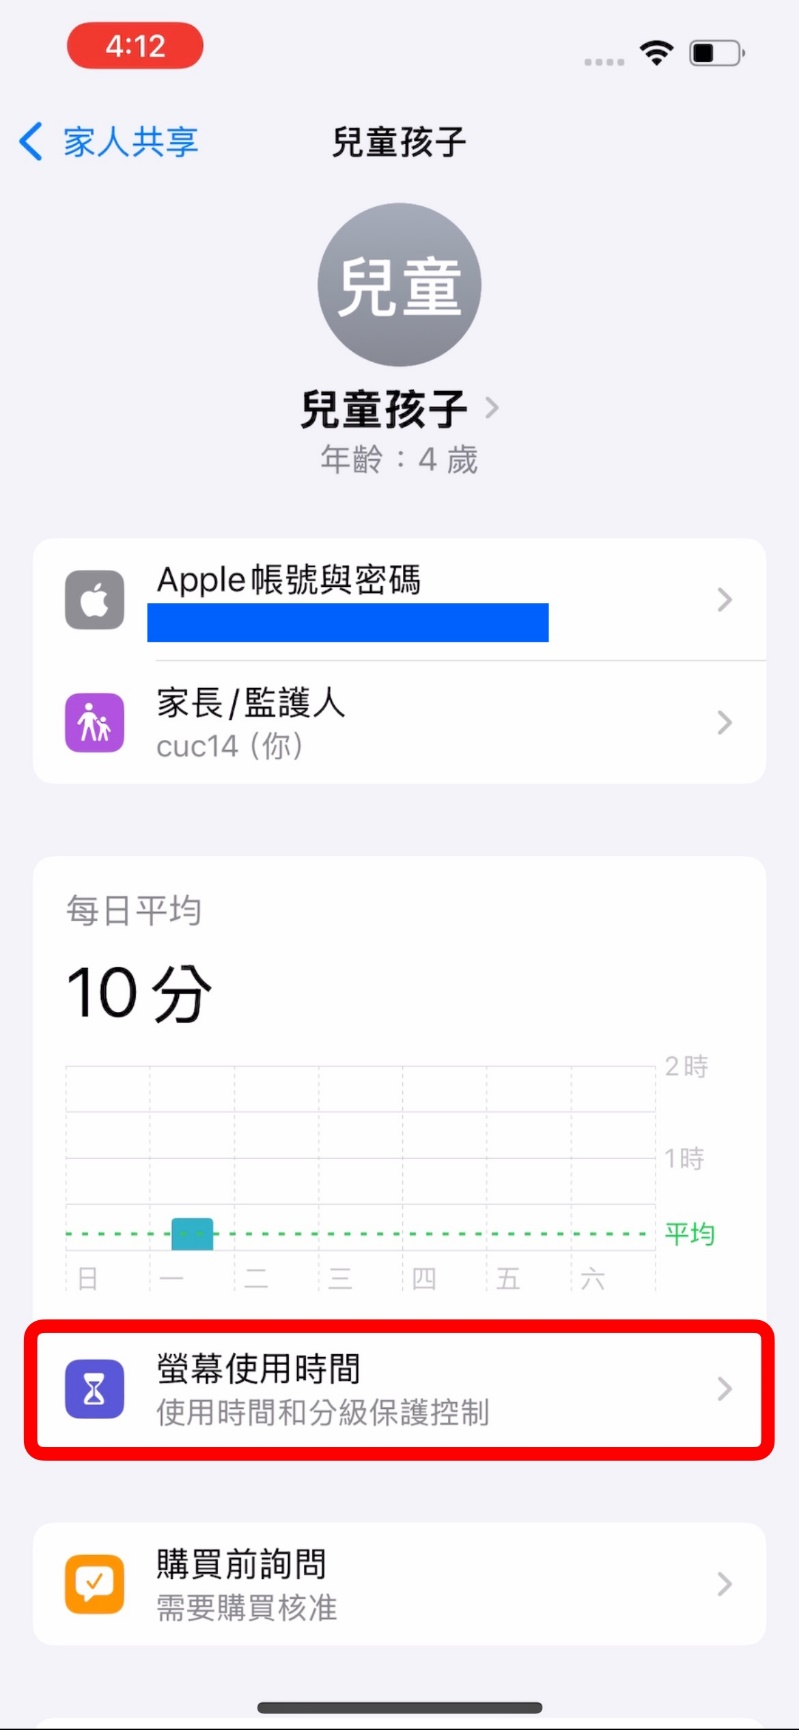 4:12
家人共享
兒童孩子
兒童
兒童孩子
年齡：4 歲
Apple帳號與密碼
家長/監護人
cuc14（你）
每日平均
10分
2時
1時
平均
日 一 二 三 四 五 六
螢幕使用時間
使用時間和分級保護控制
購買前詢問
需要購買核准